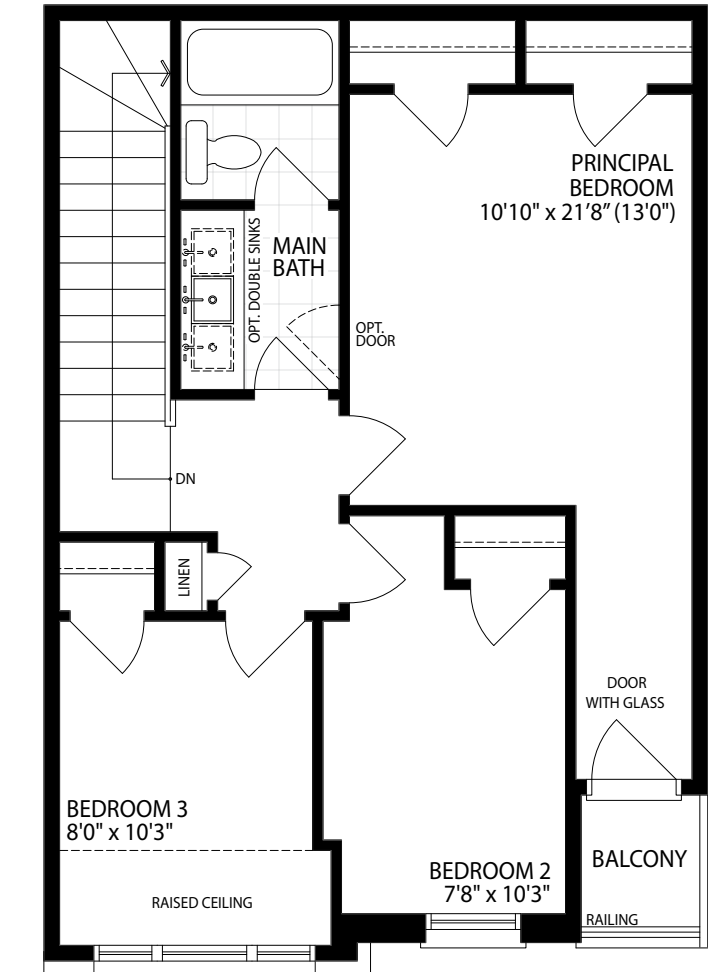 PRINCIPAL
BEDROOM
10'10" x 21'8” (13'0")
OPT. DOUBLE SINKS
MAIN
BATH
OPT.
DOOR
DN
LINEN
DOOR
WITH GLASS
BEDROOM 3
8'0" x 10'3"
BALCONY
BEDROOM 2
7'8" x 10'3"
RAISED CEILING
RAILING